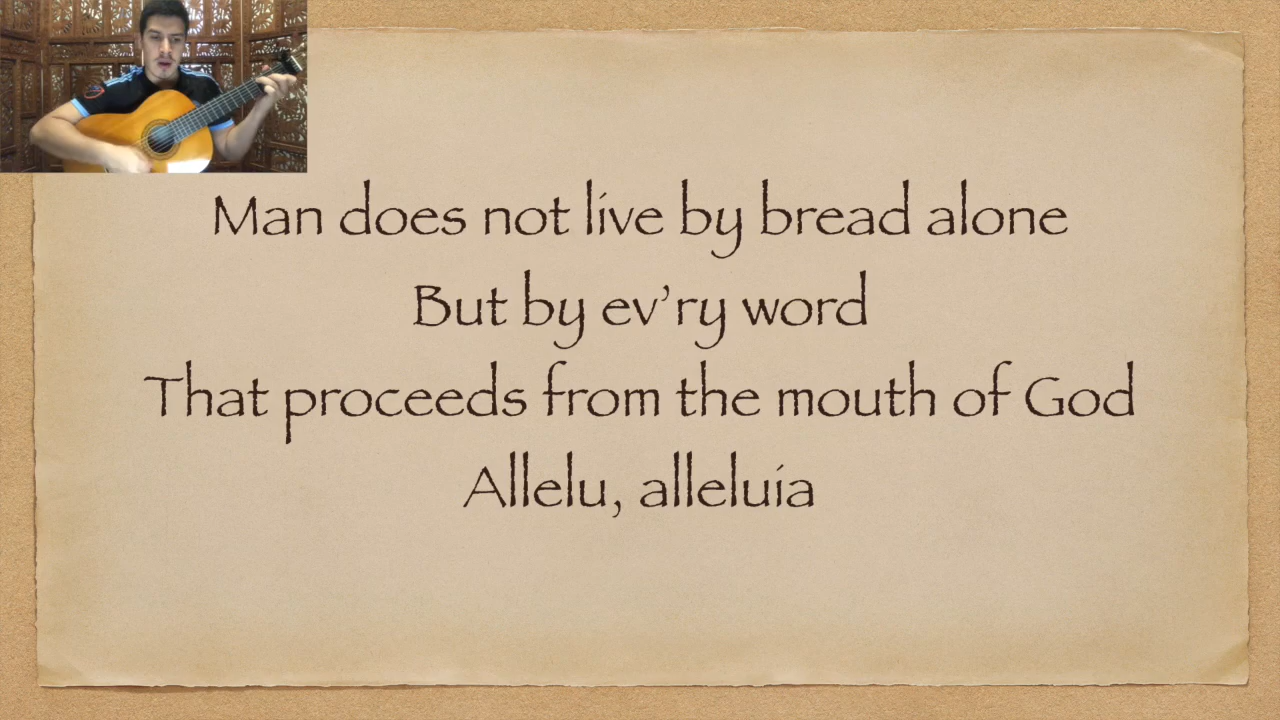 Man does not live by bread alone
But by ev’ry word
That proceeds from the mouth of God
Allelu, alleluia